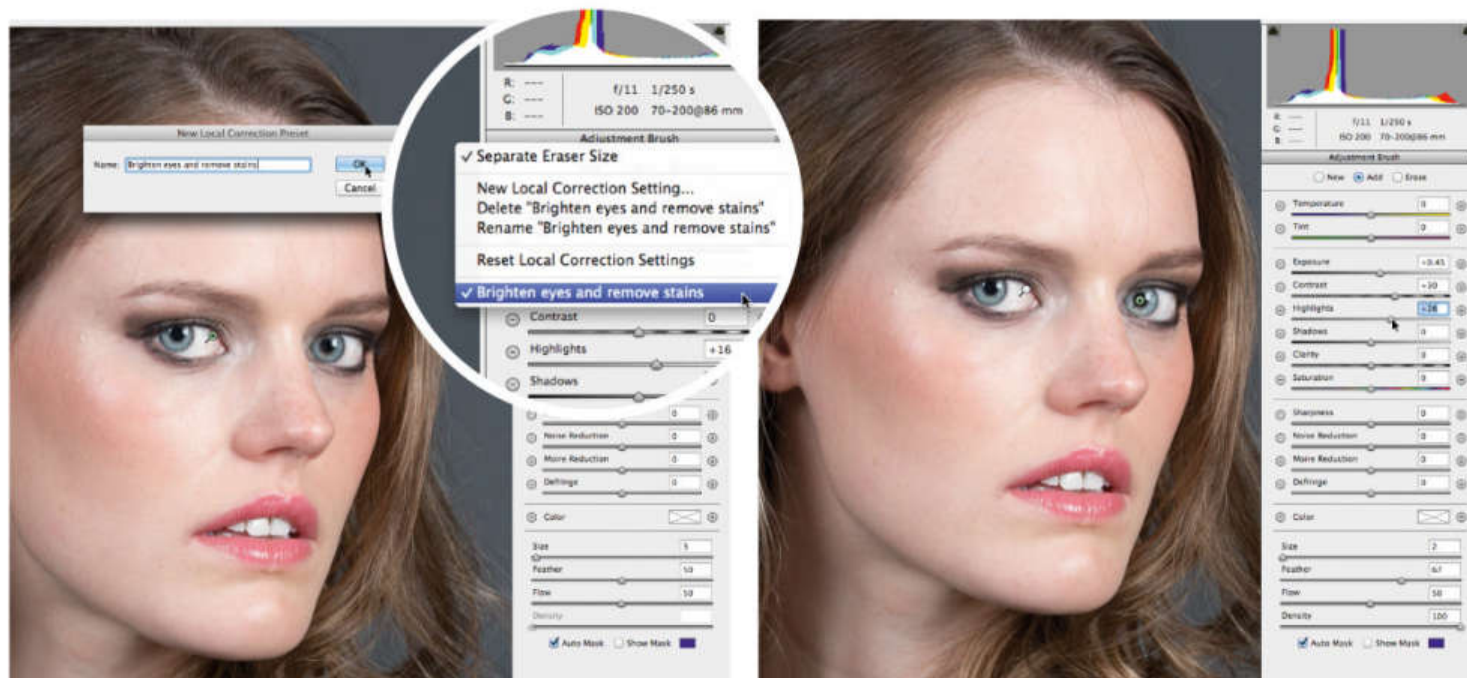 New Local Correction Preset
Name: Brighten eyes and remove stains
OK
Cancel
R: ---
G: ---
B: ---
f/11 1/250 s
ISO 200 70-200@86 mm
Adjustment Brush
✓ Separate Eraser Size
New Local Correction Setting...
Delete "Brighten eyes and remove stains"
Rename "Brighten eyes and remove stains"
Reset Local Correction Settings
✓ Brighten eyes and remove stains
Contrast 0
Highlights +16
Shadows
0
Noise Reduction 0
Moire Reduction 0
Defringe 0
Color
Size 5
Feather 50
Flow 50
Density
Auto Mask Show Mask
R: ---
G: ---
B: ---
f/11 1/250 s
ISO 200 70-200@86 mm
Adjustment Brush
New Add Erase
Temperature 0
Tint 0
Exposure +0.45
Contrast +30
Highlights +26
Shadows 0
Clarity 0
Saturation 0
Sharpness 0
Noise Reduction 0
Moire Reduction 0
Defringe 0
Color
Size 2
Feather 67
Flow 50
Density 100
Auto Mask Show Mask